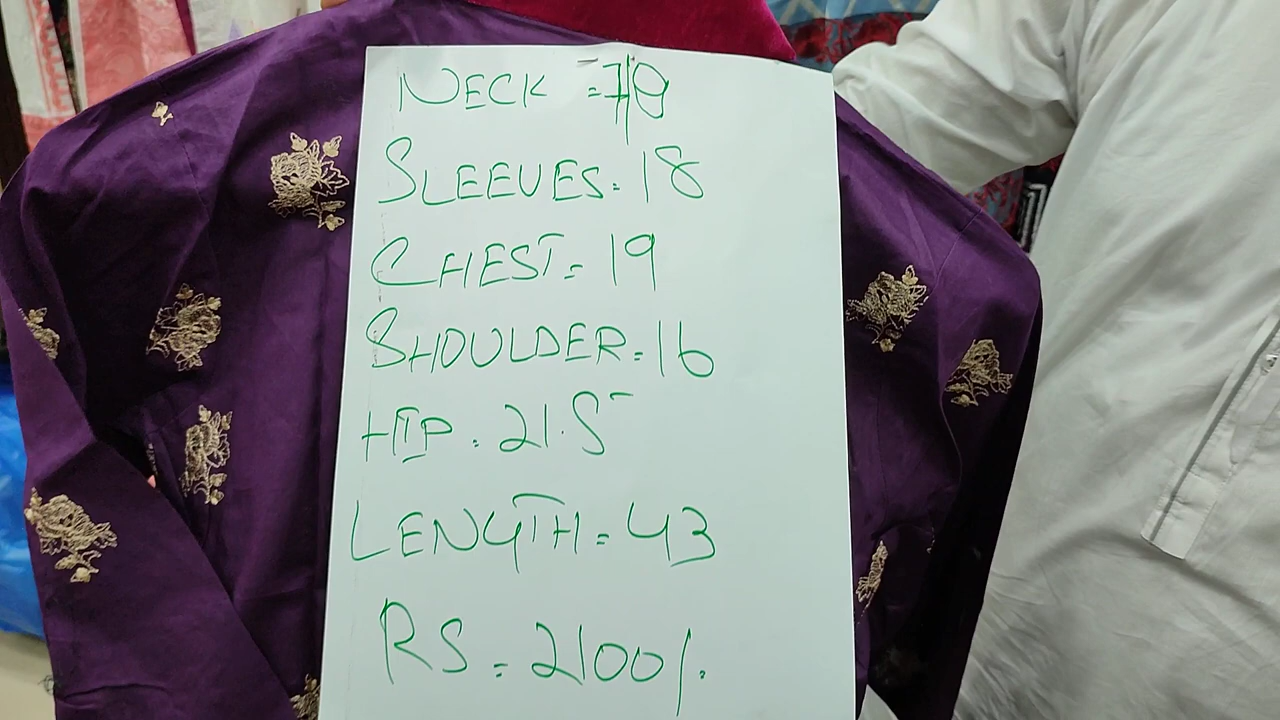 NECK =
SLEEVES = 18
CHEST = 19
SHOULDER = 16
HIP = 21.5
LENGTH = 43
RS = 2100/.